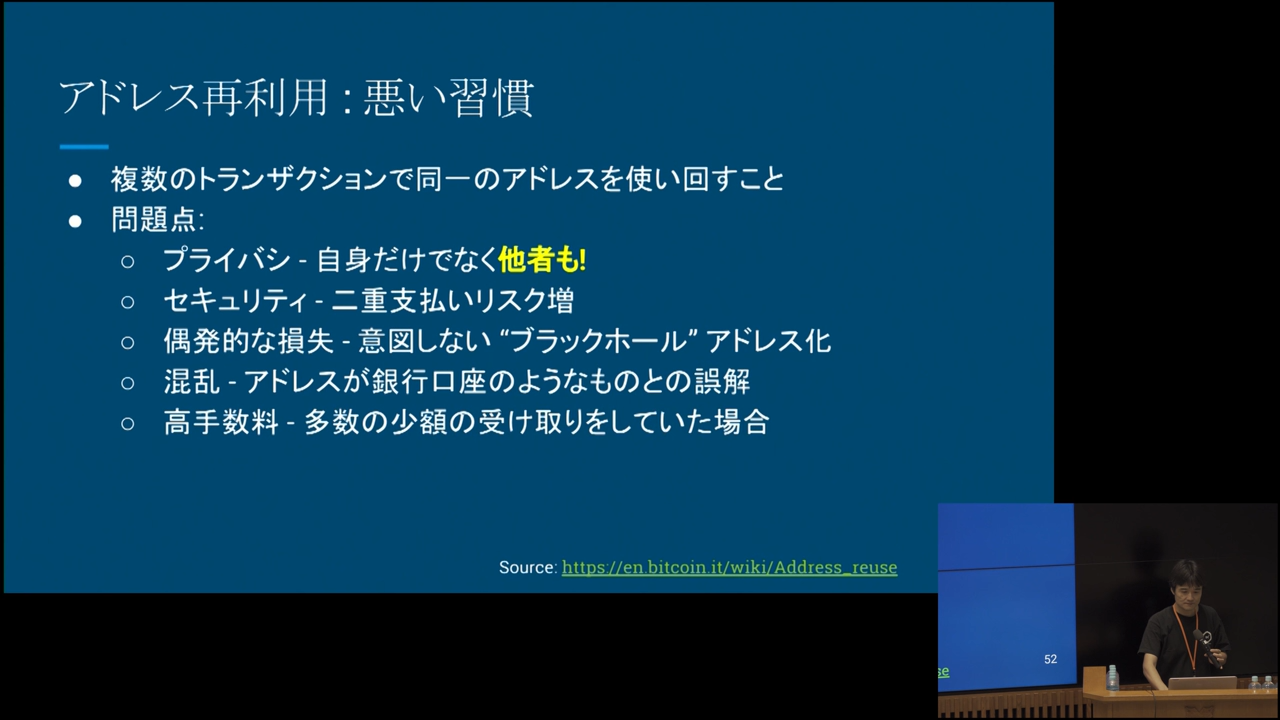 アドレス再利用 : 悪い習慣
● 複数のトランザクションで同一のアドレスを使い回すこと
● 問題点:
○ プライバシ - 自身だけでなく他者も!
○ セキュリティ - 二重支払いリスク増
○ 偶発的な損失 - 意図しない “ブラックホール” アドレス化
○ 混乱 - アドレスが銀行口座のようなものとの誤解
○ 高手数料 - 多数の少額の受け取りをしていた場合
Source: https://en.bitcoin.it/wiki/Address_reuse
52
se